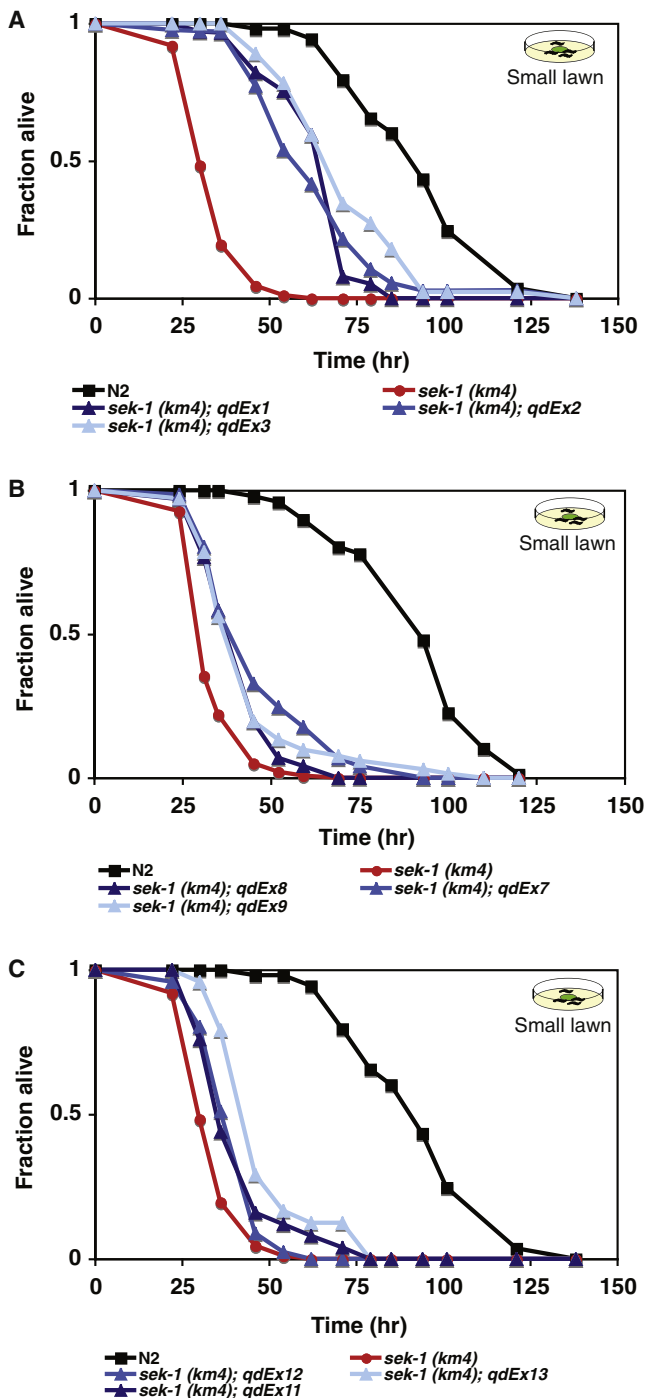 A
Fraction alive
1
0.5
0
0 25 50 75 100 125 150
Time (hr)
Small lawn
N2
sek-1 (km4)
sek-1 (km4); qdEx1
sek-1 (km4); qdEx2
sek-1 (km4); qdEx3
B
Fraction alive
1
0.5
0
0 25 50 75 100 125 150
Time (hr)
Small lawn
N2
sek-1 (km4)
sek-1 (km4); qdEx8
sek-1 (km4); qdEx7
sek-1 (km4); qdEx9
C
Fraction alive
1
0.5
0
0 25 50 75 100 125 150
Time (hr)
Small lawn
N2
sek-1 (km4)
sek-1 (km4); qdEx12
sek-1 (km4); qdEx13
sek-1 (km4); qdEx11